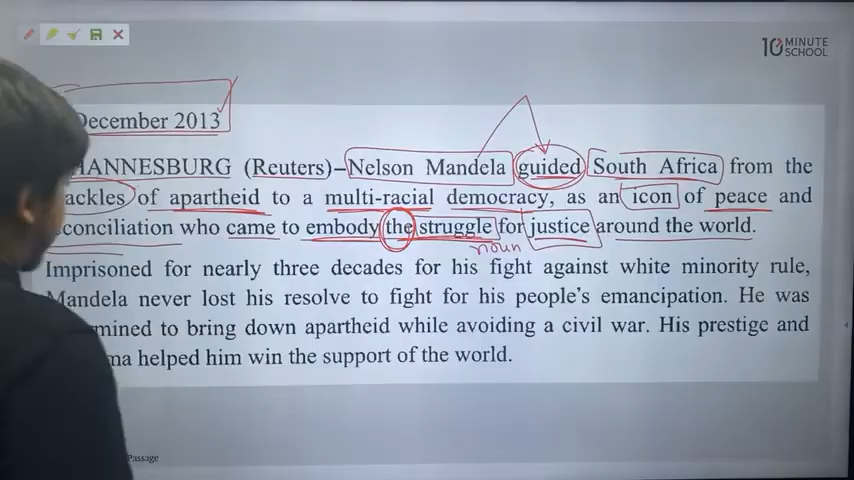 10 MINUTE
SCHOOL
December 2013
HANNESBURG (Reuters)–Nelson Mandela guided South Africa from the
ackles of apartheid to a multi-racial democracy, as an icon of peace and
conciliation who came to embody the struggle for justice around the world.
noun
Imprisoned for nearly three decades for his fight against white minority rule,
Mandela never lost his resolve to fight for his people's emancipation. He was
mined to bring down apartheid while avoiding a civil war. His prestige and
ma helped him win the support of the world.
Passage